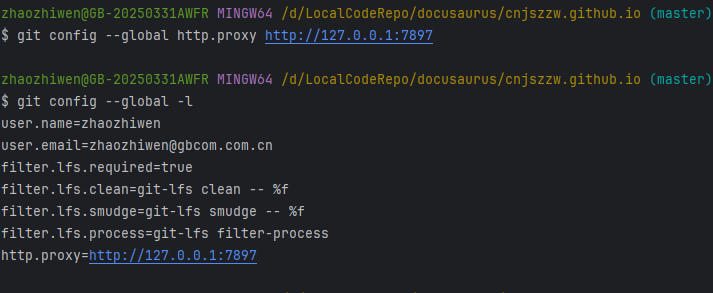 zhaozhiwen@GB-20250331AWFR MINGW64 /d/LocalCodeRepo/docusaurus/cnjszzw.github.io (master)
$ git config --global http.proxy http://127.0.0.1:7897
zhaozhiwen@GB-20250331AWFR MINGW64 /d/LocalCodeRepo/docusaurus/cnjszzw.github.io (master)
$ git config --global -l
user.name=zhaozhiwen
user.email=zhaozhiwen@gbcom.com.cn
filter.lfs.required=true
filter.lfs.clean=git-lfs clean -- %f
filter.lfs.smudge=git-lfs smudge -- %f
filter.lfs.process=git-lfs filter-process
http.proxy=http://127.0.0.1:7897